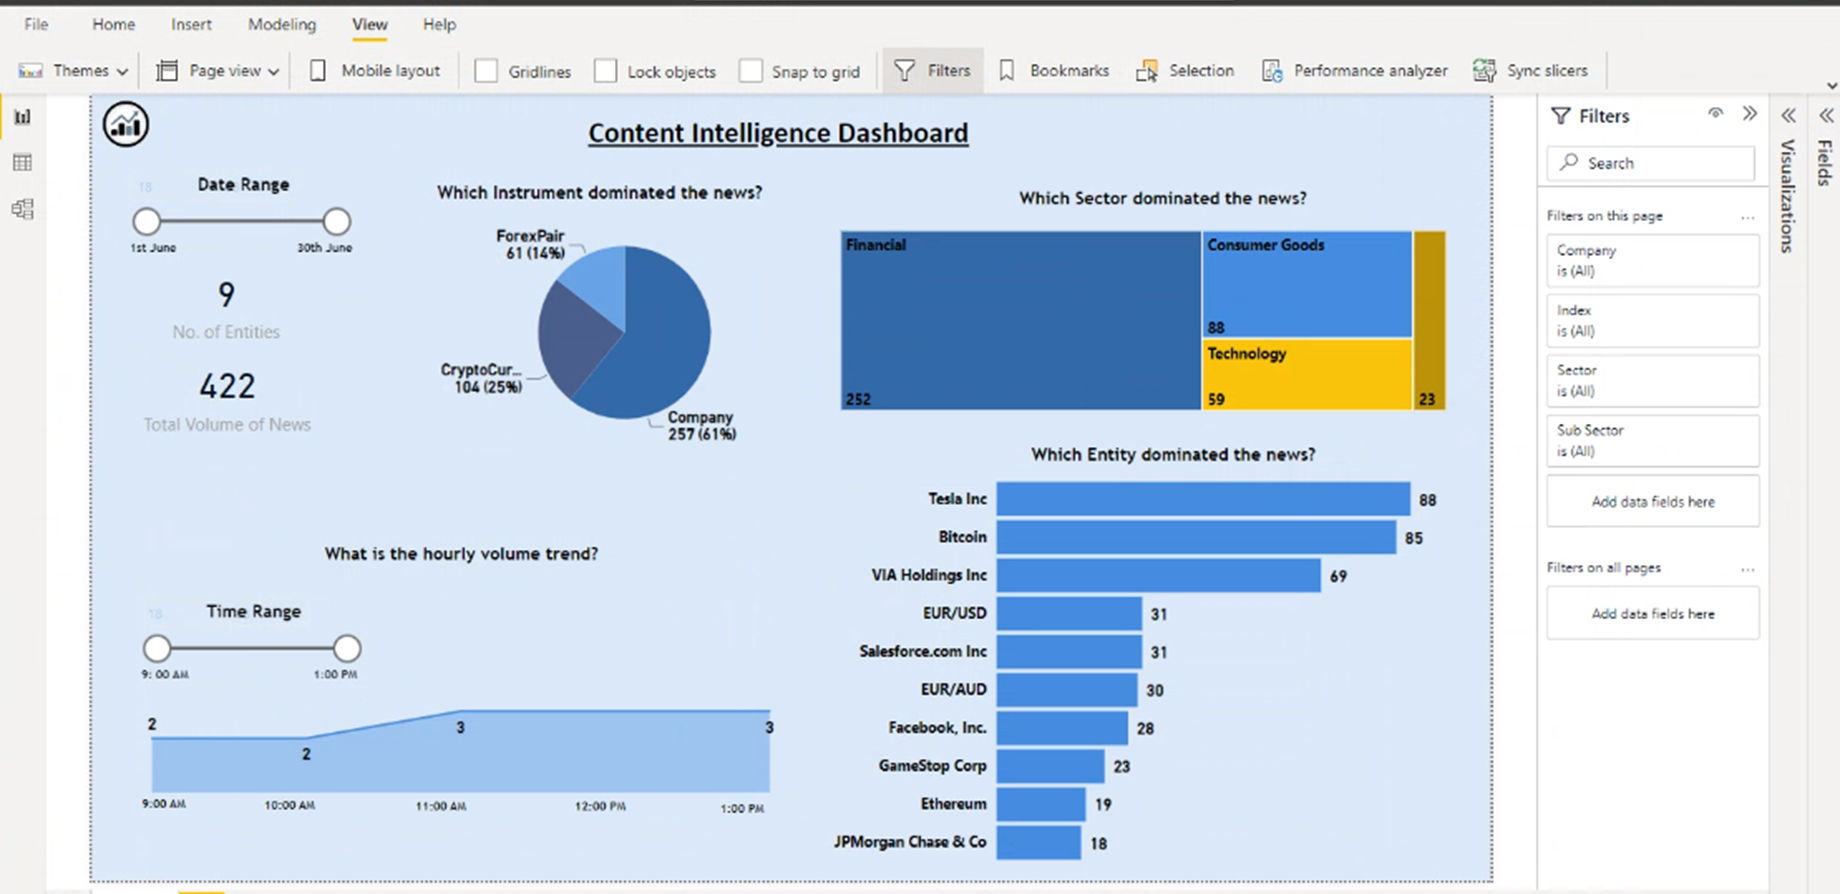 File Home Insert Modeling View Help
Themes Page view Mobile layout Gridlines Lock objects Snap to grid Filters Bookmarks Selection Performance analyzer Sync slicers
Content Intelligence Dashboard
18 Date Range
1st June 30th June
9
No. of Entities
422
Total Volume of News
Which Instrument dominated the news?
ForexPair
61 (14%)
CryptoCur...
104 (25%)
Company
257 (61%)
Which Sector dominated the news?
Financial
252
Consumer Goods
88
Technology
59
23
Which Entity dominated the news?
Tesla Inc 88
Bitcoin 85
VIA Holdings Inc 69
EUR/USD 31
Salesforce.com Inc 31
EUR/AUD 30
Facebook, Inc. 28
GameStop Corp 23
Ethereum 19
JPMorgan Chase & Co 18
What is the hourly volume trend?
18 Time Range
9: 00 AM 1:00 PM
2 2 3 3
9:00 AM 10:00 AM 11:00 AM 12:00 PM 1:00 PM
Filters
Search
Filters on this page ...
Company
is (All)
Index
is (All)
Sector
is (All)
Sub Sector
is (All)
Add data fields here
Filters on all pages ...
Add data fields here
Visualizations
Fields